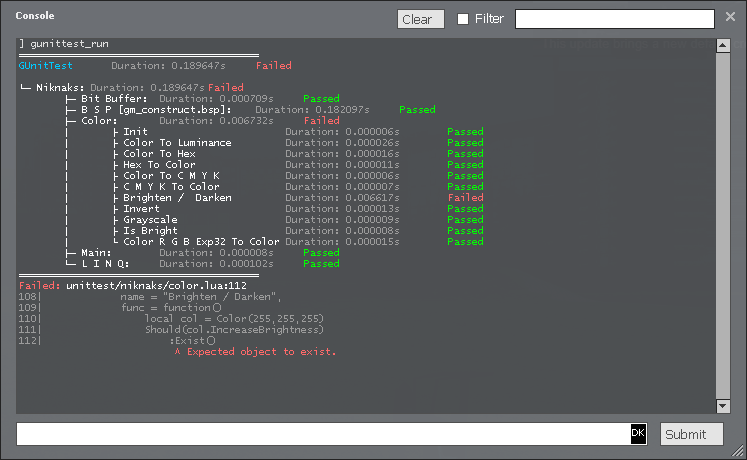 Console
Clear
Filter
] gunittest_run
GUnitTest Duration: 0.189647s Failed
└─ Niknaks: Duration: 0.189647s Failed
├─ Bit Buffer: Duration: 0.000709s Passed
├─ B S P [gm_construct.bsp]: Duration: 0.182097s Passed
├─ Color: Duration: 0.006732s Failed
| ├ Init Duration: 0.000006s Passed
| ├ Color To Luminance Duration: 0.000026s Passed
| ├ Color To Hex Duration: 0.000016s Passed
| ├ Hex To Color Duration: 0.000011s Passed
| ├ Color To C M Y K Duration: 0.000006s Passed
| ├ C M Y K To Color Duration: 0.000007s Passed
| ├ Brighten / Darken Duration: 0.006617s Failed
| ├ Invert Duration: 0.000013s Passed
| ├ Grayscale Duration: 0.000009s Passed
| ├ Is Bright Duration: 0.000008s Passed
| └ Color R G B Exp32 To Color Duration: 0.000015s Passed
├─ Main: Duration: 0.000008s Passed
└─ L I N Q: Duration: 0.000102s Passed
Failed: unittest/niknaks/color.lua:112
108| name = "Brighten / Darken",
109| func = function()
110| local col = Color(255,255,255)
111| Should(col.IncreaseBrightness)
112| :Exist()
^ Expected object to exist.
DK
Submit